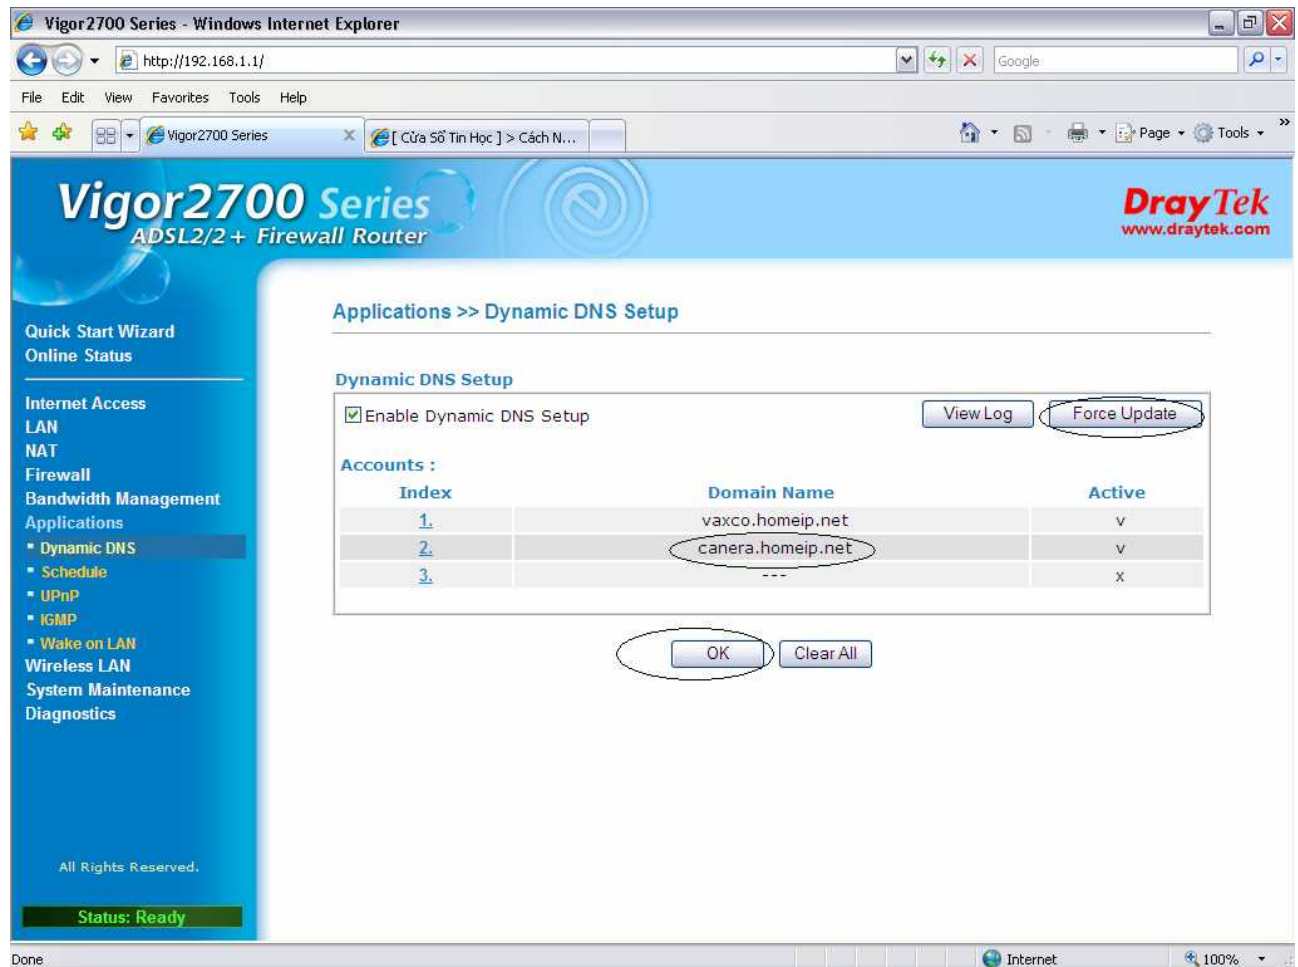 Vigor2700 Series - Windows Internet Explorer
http://192.168.1.1/
Google
File Edit View Favorites Tools Help
Vigor2700 Series
[ Cửa Sổ Tin Học ] > Cách N...
Page Tools »
Vigor2700 Series
ADSL2/2+ Firewall Router
DrayTek
www.draytek.com
Quick Start Wizard
Online Status
Internet Access
LAN
NAT
Firewall
Bandwidth Management
Applications
Dynamic DNS
Schedule
UPnP
IGMP
Wake on LAN
Wireless LAN
System Maintenance
Diagnostics
All Rights Reserved.
Status: Ready
Applications >> Dynamic DNS Setup
Dynamic DNS Setup
Enable Dynamic DNS Setup View Log Force Update
Accounts :
Index Domain Name Active
1. vaxco.homeip.net v
2. canera.homeip.net v
3. --- x
OK Clear All
Done Internet 100%